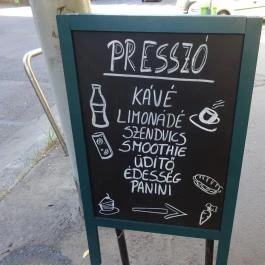 PRESSZÓ
KÁVÉ
LIMONÁDÉ
SZENDVICS
SMOOTHIE
ÜDÍTŐ
ÉDESSÉG
PANINI